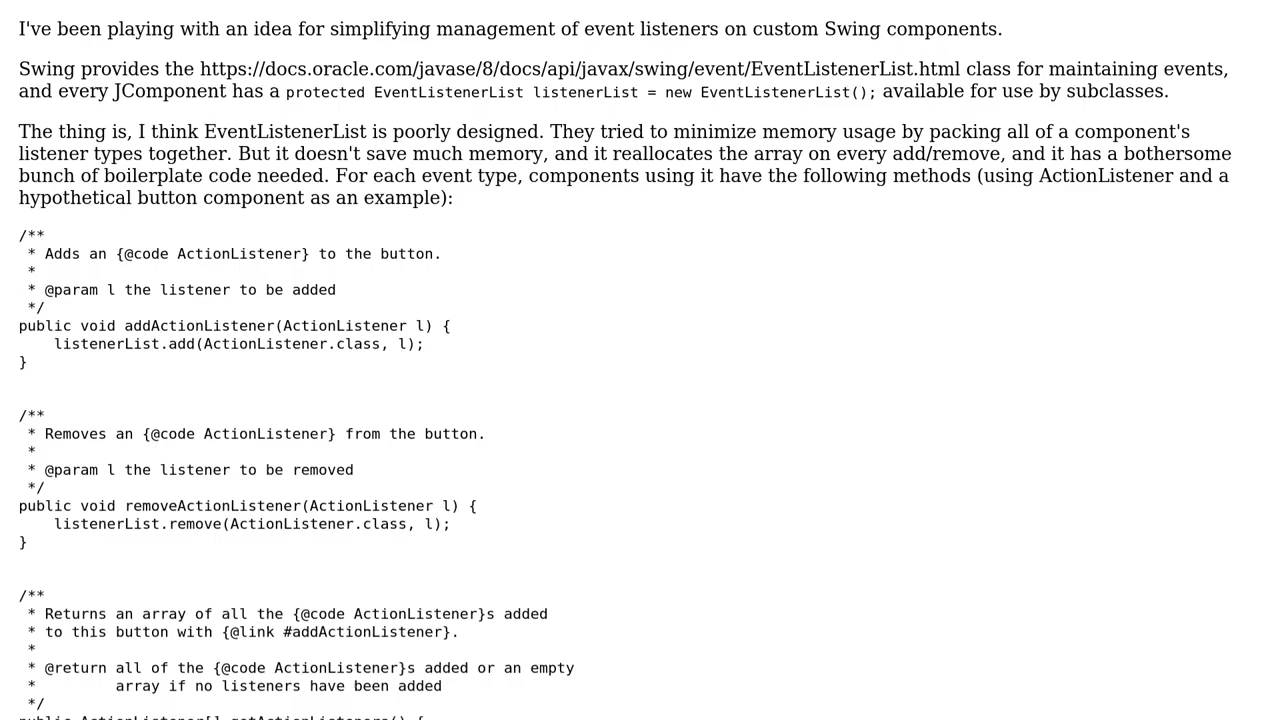 I've been playing with an idea for simplifying management of event listeners on custom Swing components.
Swing provides the https://docs.oracle.com/javase/8/docs/api/javax/swing/event/EventListenerList.html class for maintaining events,
and every JComponent has a protected EventListenerList listenerList = new EventListenerList(); available for use by subclasses.
The thing is, I think EventListenerList is poorly designed. They tried to minimize memory usage by packing all of a component's
listener types together. But it doesn't save much memory, and it reallocates the array on every add/remove, and it has a bothersome
bunch of boilerplate code needed. For each event type, components using it have the following methods (using ActionListener and a
hypothetical button component as an example):
/**
 * Adds an {@code ActionListener} to the button.
 *
 * @param l the listener to be added
 */
public void addActionListener(ActionListener l) {
    listenerList.add(ActionListener.class, l);
}
/**
 * Removes an {@code ActionListener} from the button.
 *
 * @param l the listener to be removed
 */
public void removeActionListener(ActionListener l) {
    listenerList.remove(ActionListener.class, l);
}
/**
 * Returns an array of all the {@code ActionListener}s added
 * to this button with {@link #addActionListener}.
 *
 * @return all of the {@code ActionListener}s added or an empty
 *         array if no listeners have been added
 */
public ActionListener[] getActionListeners() {